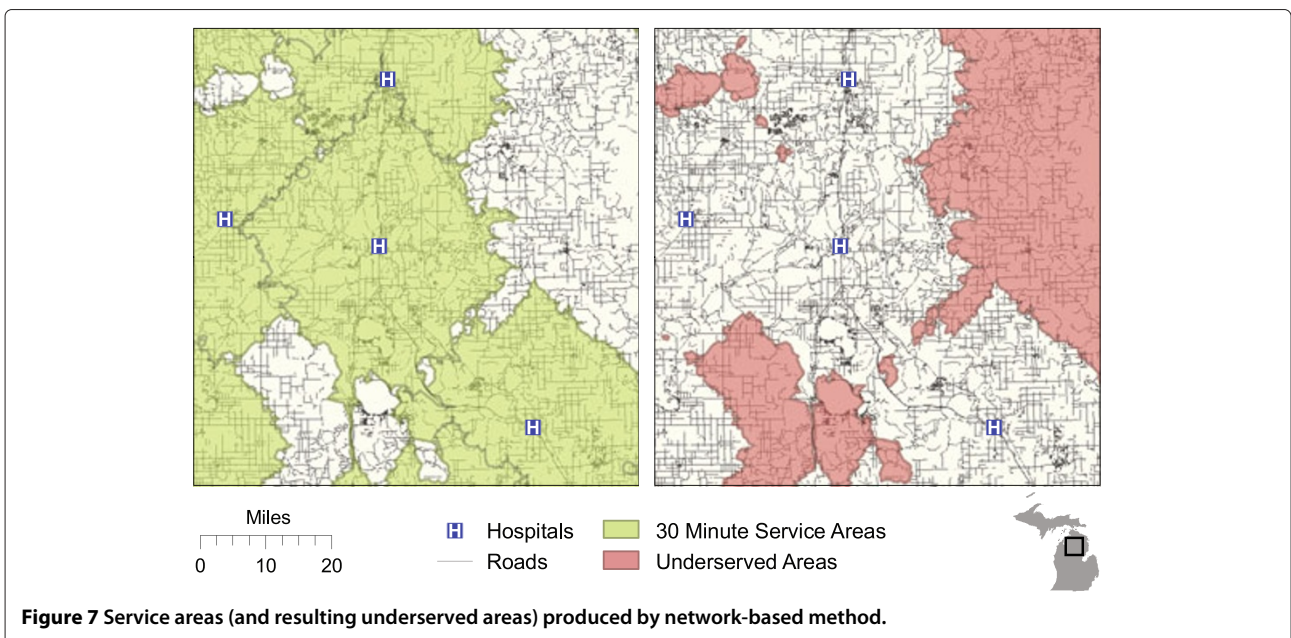 H
H
H
H
H
H
H
H
Miles
0 10 20
H Hospitals
Roads
30 Minute Service Areas
Underserved Areas
Figure 7 Service areas (and resulting underserved areas) produced by network-based method.